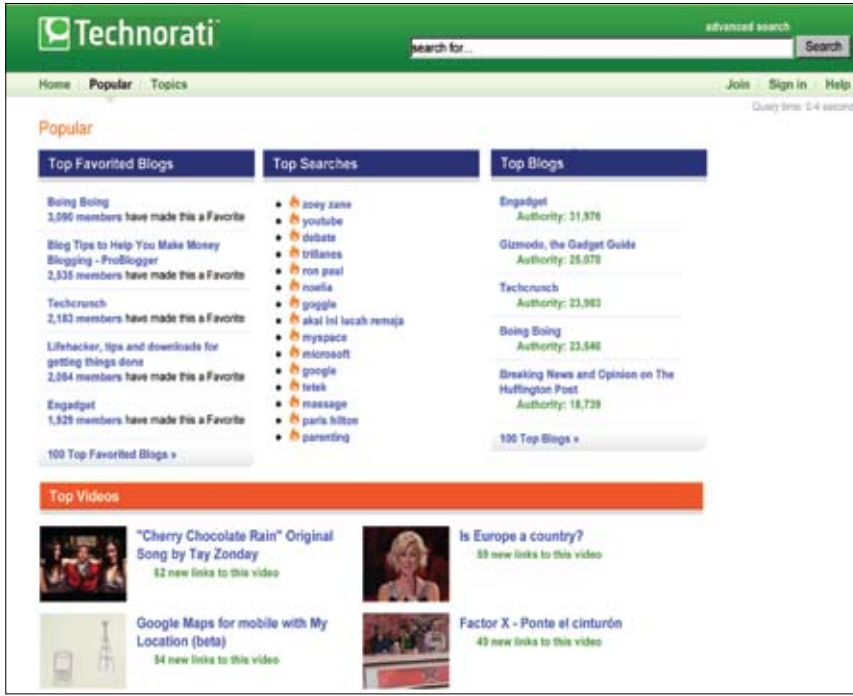 Technorati
advanced search
search for...
Search
Home Popular Topics
Join Sign in Help
Query time: 0.4 second
Popular
Top Favorited Blogs
Boing Boing
3,090 members have made this a Favorite
Blog Tips to Help You Make Money
Blogging - ProBlogger
2,535 members have made this a Favorite
Techcrunch
2,183 members have made this a Favorite
Lifehacker, tips and downloads for
getting things done
2,084 members have made this a Favorite
Engadget
1,929 members have made this a Favorite
100 Top Favorited Blogs »
Top Searches
zoey zane
youtube
debate
trillanes
ron paul
noelia
goggle
akai ini lucah remaja
myspace
microsoft
google
tetek
massage
paris hilton
parenting
Top Blogs
Engadget
Authority: 31,976
Gizmodo, the Gadget Guide
Authority: 25,078
Techcrunch
Authority: 23,983
Boing Boing
Authority: 23,546
Breaking News and Opinion on The
Huffington Post
Authority: 18,739
100 Top Blogs »
Top Videos
"Cherry Chocolate Rain" Original
Song by Tay Zonday
62 new links to this video
Is Europe a country?
59 new links to this video
Google Maps for mobile with My
Location (beta)
54 new links to this video
Factor X - Ponte el cinturón
49 new links to this video